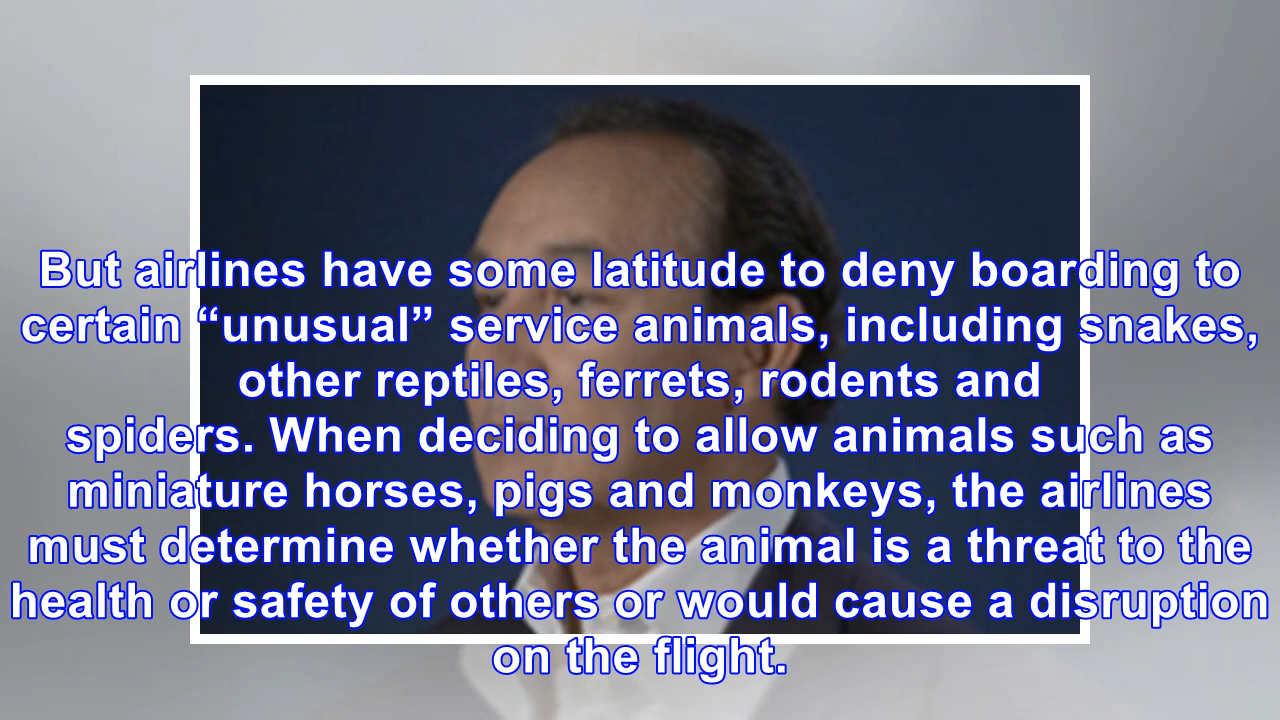 But airlines have some latitude to deny boarding to
certain “unusual” service animals, including snakes,
other reptiles, ferrets, rodents and
spiders. When deciding to allow animals such as
miniature horses, pigs and monkeys, the airlines
must determine whether the animal is a threat to the
health or safety of others or would cause a disruption
on the flight.